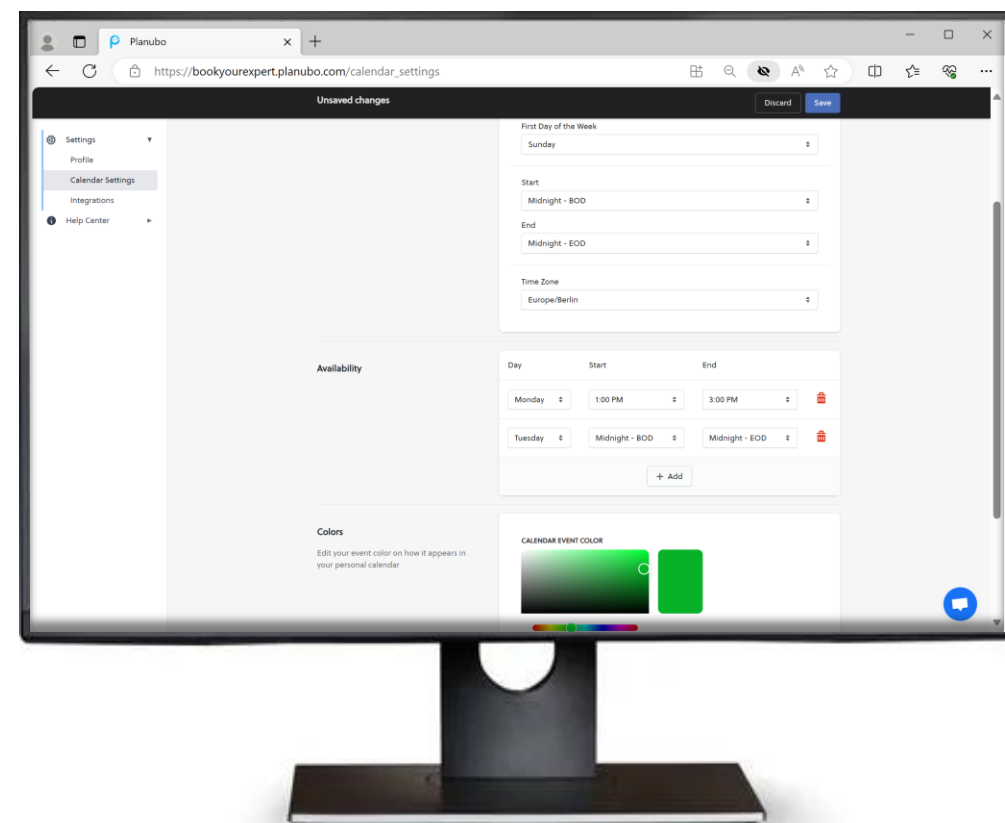 Planubo
https://bookyourexpert.planubo.com/calendar_settings
Unsaved changes
Discard
Save
Settings
Profile
Calendar Settings
Integrations
Help Center
First Day of the Week
Sunday
Start
Midnight - BOD
End
Midnight - EOD
Time Zone
Europe/Berlin
Availability
Day Start End
Monday 1:00 PM 3:00 PM
Tuesday Midnight - BOD Midnight - EOD
+ Add
Colors
Edit your event color on how it appears in
your personal calendar
CALENDAR EVENT COLOR